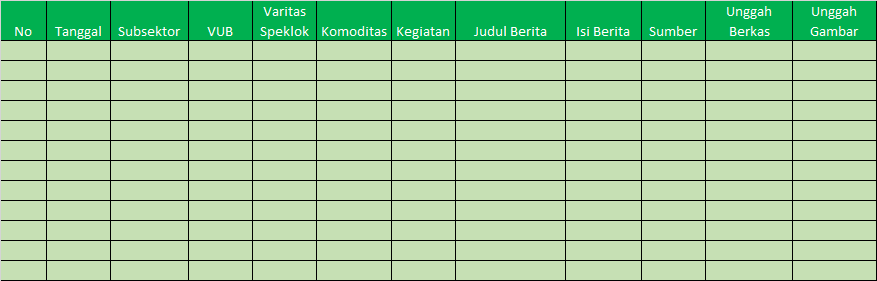 No Tanggal Subsektor VUB Varitas Speklok Komoditas Kegiatan Judul Berita Isi Berita Sumber Unggah Berkas Unggah Gambar